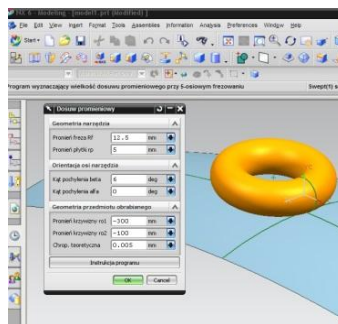 NX 6 - Modeling - [model1.prt (Modified)]
File Edit View Insert Format Tools Assemblies Information Analysis Preferences Window Help
Start
Program wyznaczający wielkość dosuwu promieniowego przy 5-osiowym frezowaniu
Swept(1) s
Dosuw promieniowy
Geometria narzędzia
Promień freza Rf 12.5 mm
Promień płytki rp 5 mm
Orientacja osi narzędzia
Kąt pochylenia beta 6 deg
Kąt pochylenia alfa 0 deg
Geometria przedmiotu obrabianego
Promień krzywizny ro1 -300 mm
Promień krzywizny ro2 -100 mm
Chrop. teoretyczna 0.005 mm
Instrukcja programu
OK Cancel